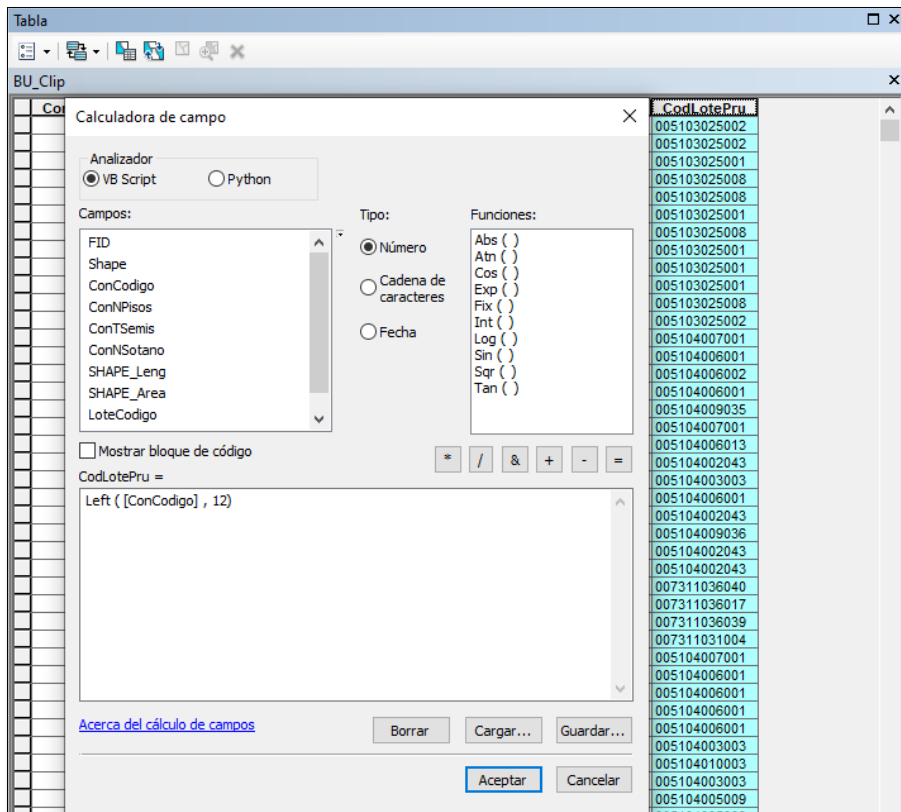 Tabla
BU_Clip
Calculadora de campo
Analizador
VB Script
Python
Campos:
FID
Shape
ConCodigo
ConNPisos
ConTSemis
ConNSotano
SHAPE_Leng
SHAPE_Area
LoteCodigo
Tipo:
Número
Cadena de
caracteres
Fecha
Funciones:
Abs ( )
Atn ( )
Cos ( )
Exp ( )
Fix ( )
Int ( )
Log ( )
Sin ( )
Sqr ( )
Tan ( )
Mostrar bloque de código
* / & + - =
CodLotePru =
Left ( [ConCodigo] , 12)
Acerca del cálculo de campos
Borrar
Cargar...
Guardar...
Aceptar
Cancelar
CodLotePru
005103025002
005103025002
005103025001
005103025008
005103025008
005103025001
005103025008
005103025001
005103025001
005103025001
005103025008
005103025002
005104007001
005104006001
005104006002
005104006001
005104009035
005104007001
005104006013
005104002043
005104003003
005104006001
005104002043
005104009036
005104002043
005104002043
007311036040
007311036017
007311036039
007311031004
005104007001
005104006001
005104006001
005104006001
005104006001
005104003003
005104010003
005104003003
005104005009